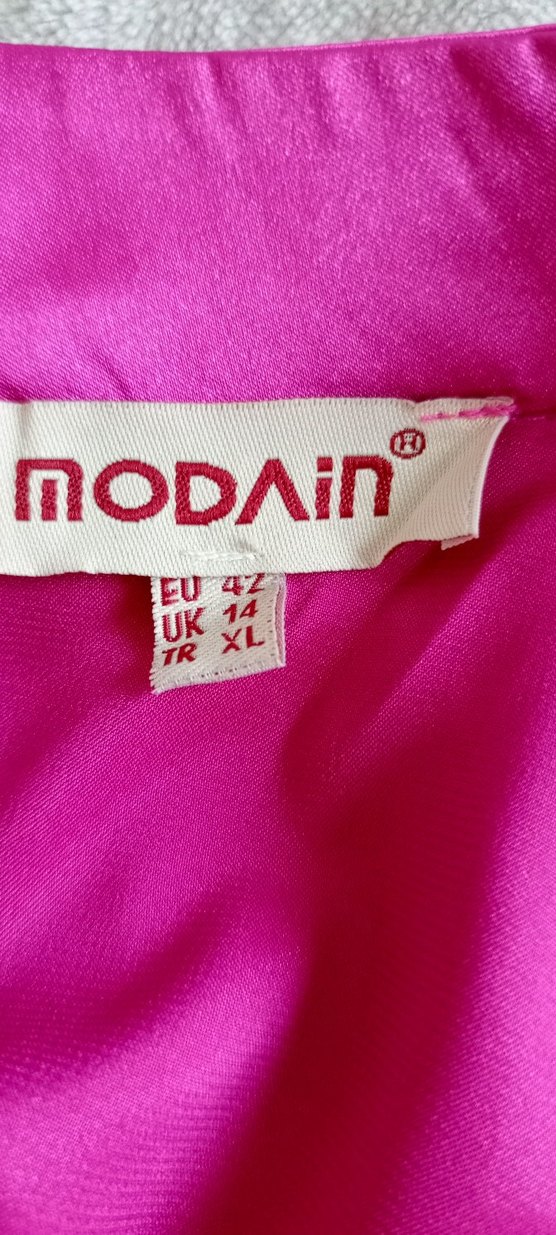 MODAIN®
EU 42
UK 14
TR XL